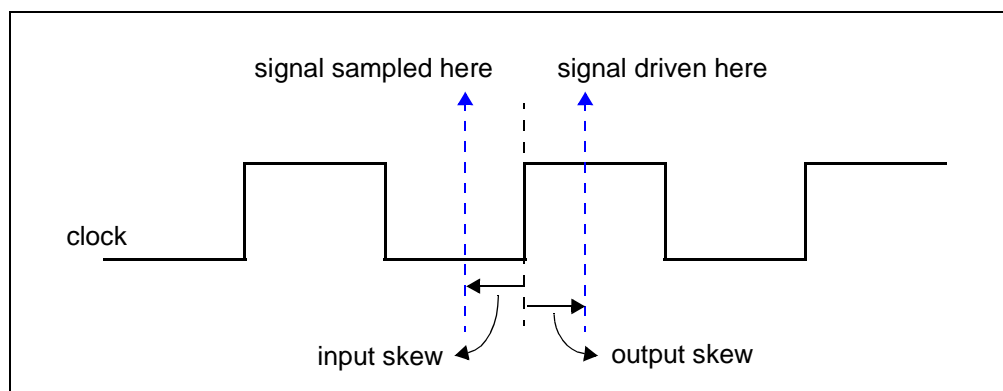 signal sampled here
signal driven here
clock
input skew
output skew